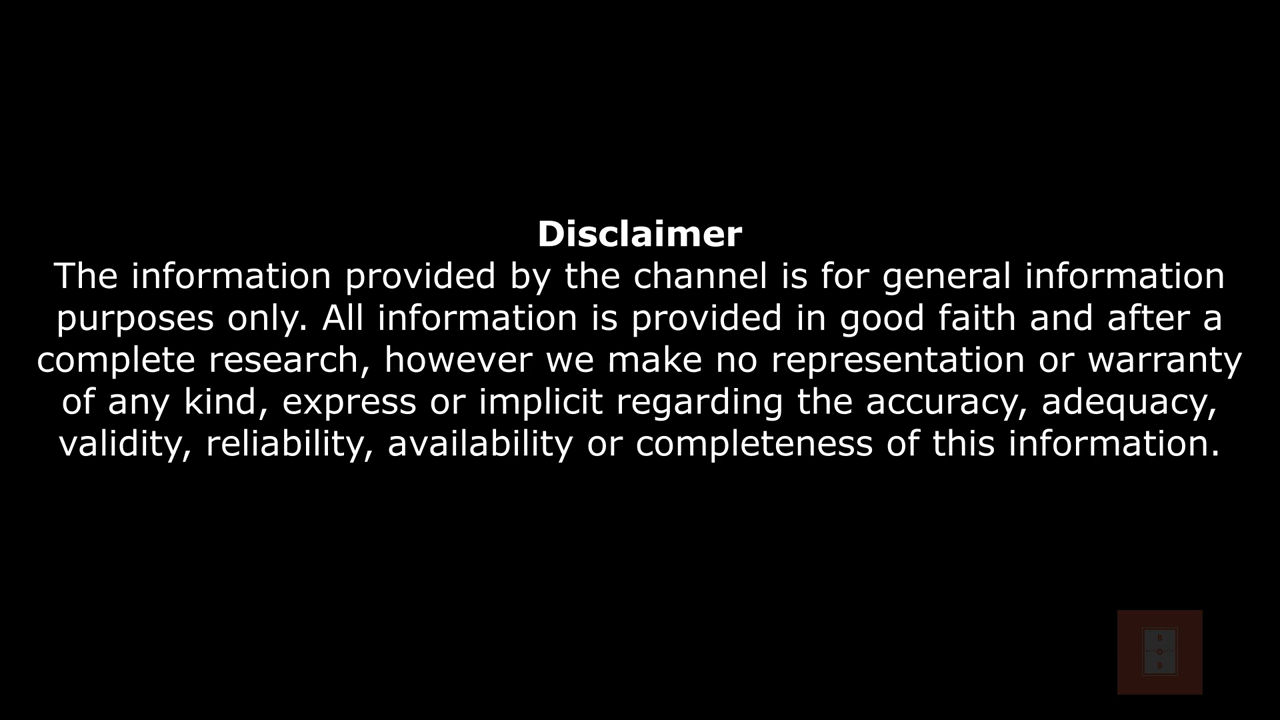 Disclaimer
The information provided by the channel is for general information
purposes only. All information is provided in good faith and after a
complete research, however we make no representation or warranty
of any kind, express or implicit regarding the accuracy, adequacy,
validity, reliability, availability or completeness of this information.